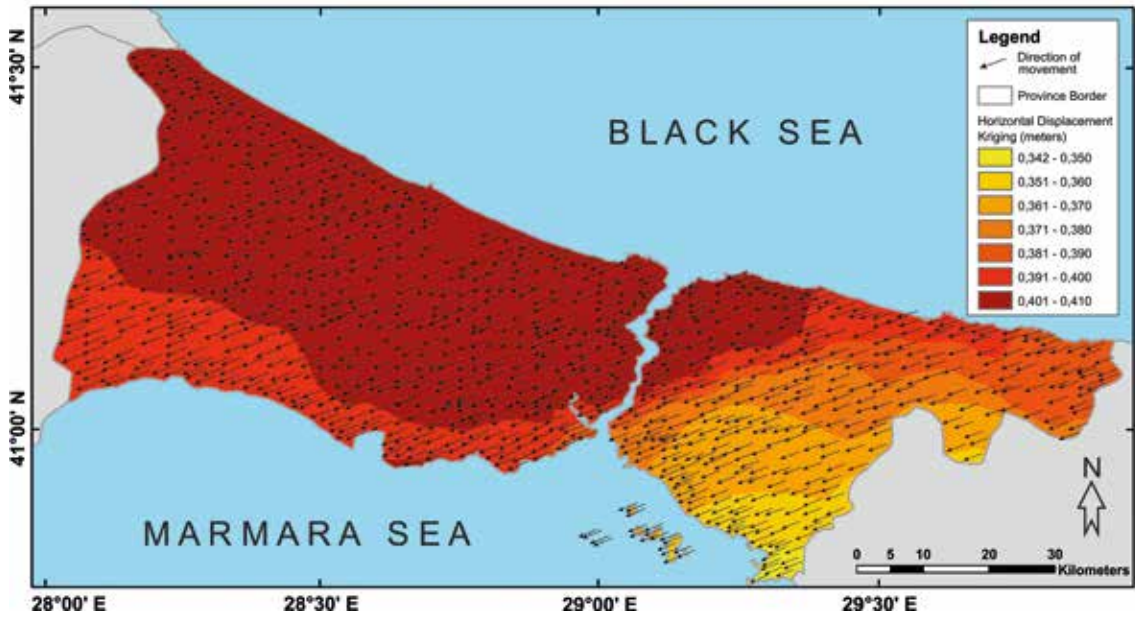 41°30' N
41°00' N
BLACK SEA
MARMARA SEA
Legend
Direction of
movement
Province Border
Horizontal Displacement
Kriging (meters)
0,342 - 0,350
0,351 - 0,360
0,361 - 0,370
0,371 - 0,380
0,381 - 0,390
0,391 - 0,400
0,401 - 0,410
N
0 5 10 20 30
Kilometers
28°00' E 28°30' E 29°00' E 29°30' E